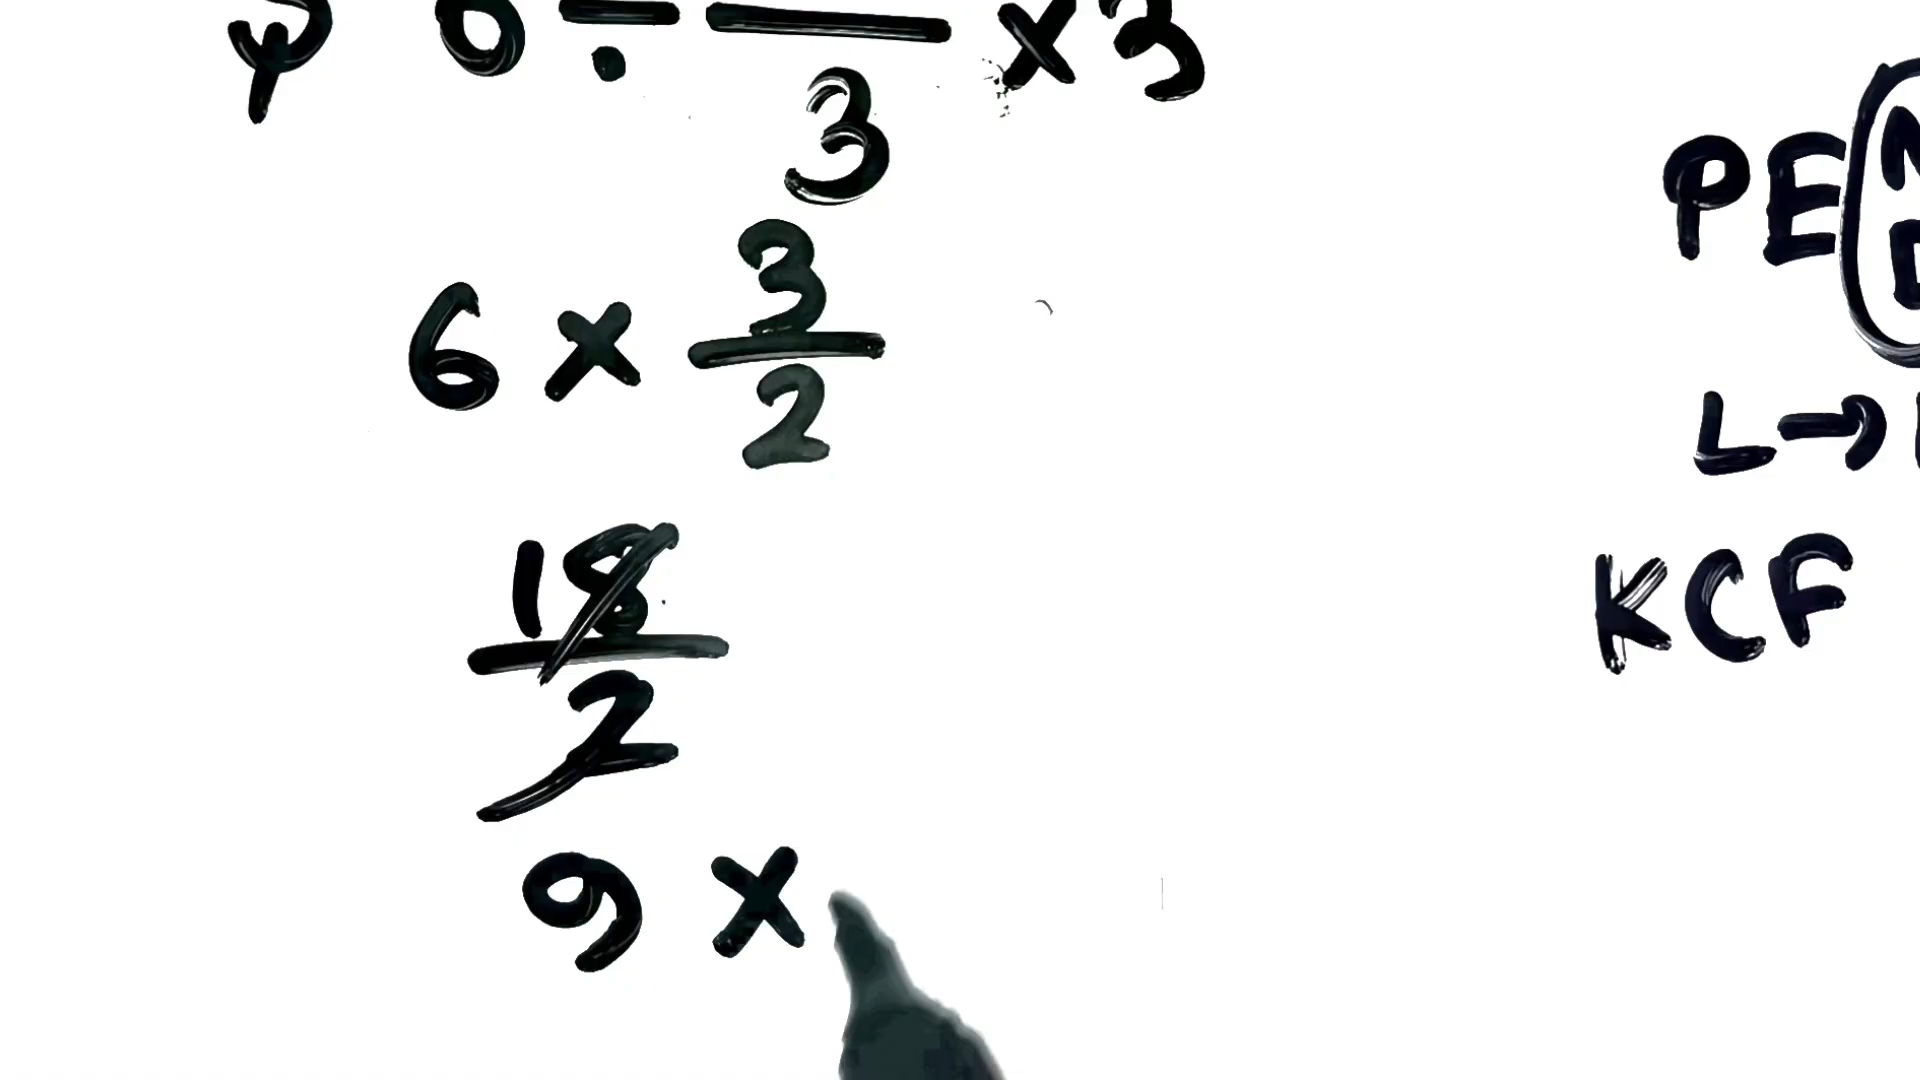 6 ÷ — × 3
3
PE
3
6 × —
2
L →
18
—
2
KCF
9 ×